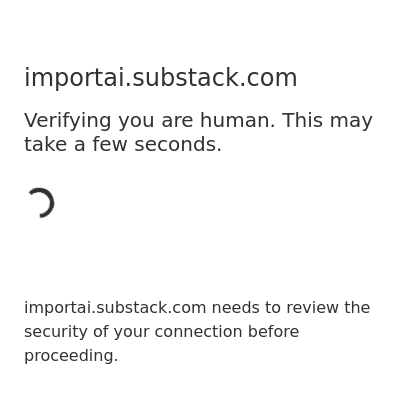 importai.substack.com
Verifying you are human. This may
take a few seconds.
importai.substack.com needs to review the
security of your connection before
proceeding.